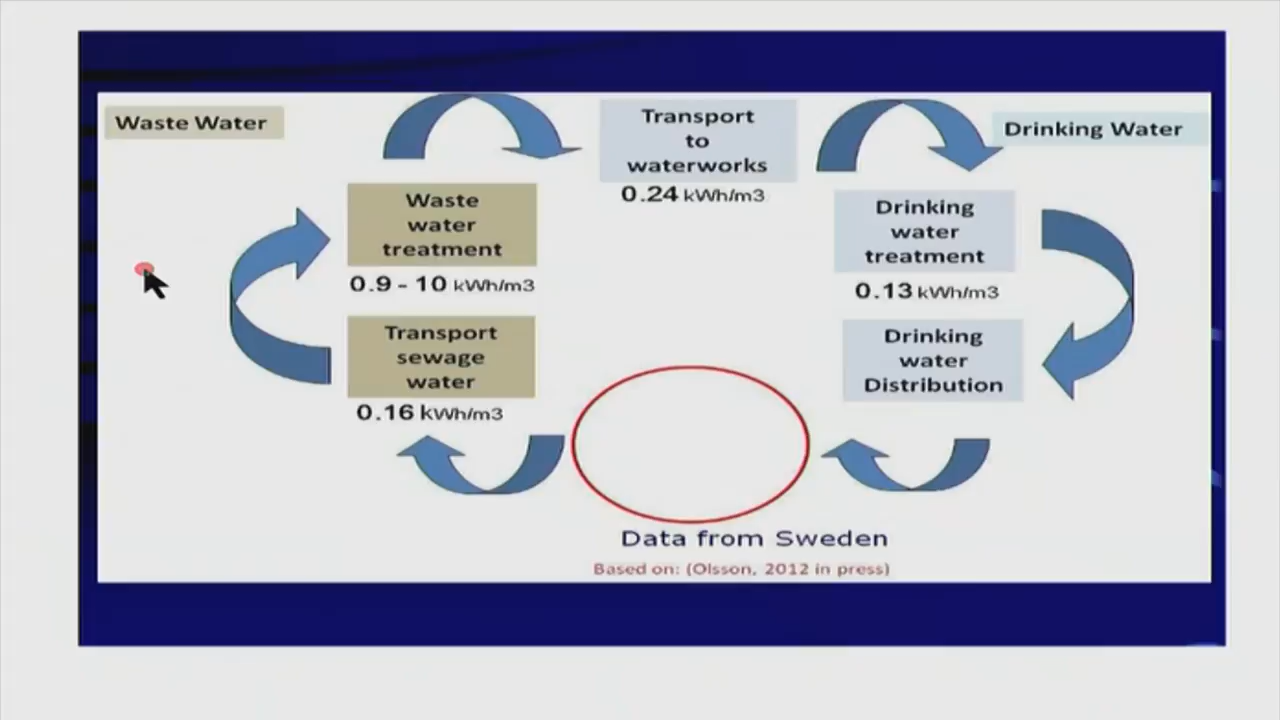 Waste Water
Transport
to
waterworks
0.24 kWh/m3
Drinking Water
Waste
water
treatment
0.9 - 10 kWh/m3
Drinking
water
treatment
0.13 kWh/m3
Transport
sewage
water
0.16 kWh/m3
Drinking
water
Distribution
Data from Sweden
Based on: (Olsson, 2012 in press)